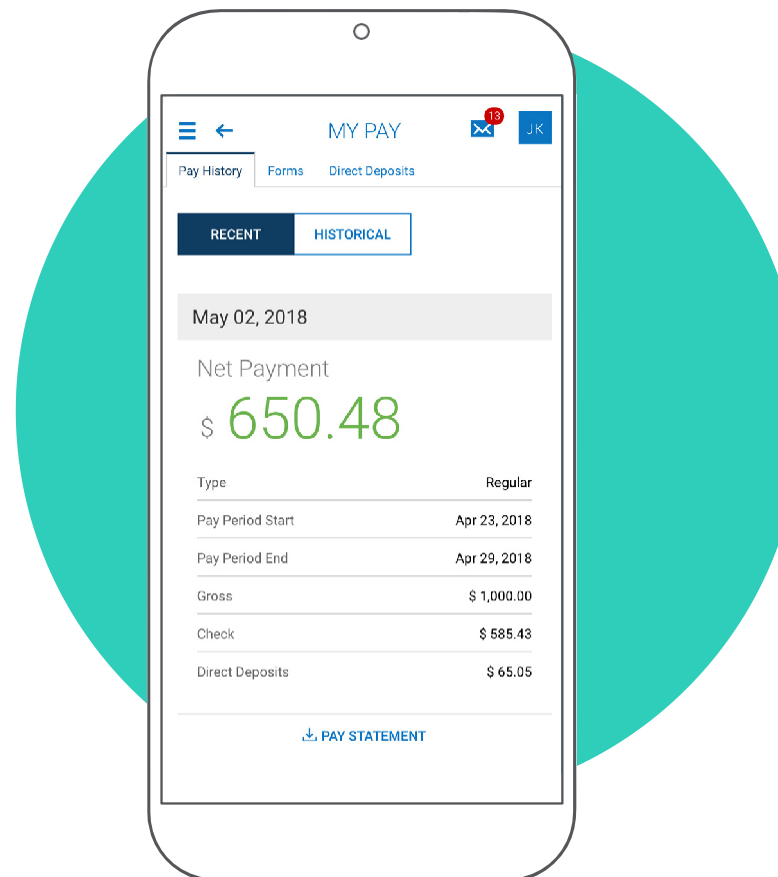 MY PAY
13
JK
Pay History Forms Direct Deposits
RECENT HISTORICAL
May 02, 2018
Net Payment
$ 650.48
Type Regular
Pay Period Start Apr 23, 2018
Pay Period End Apr 29, 2018
Gross $ 1,000.00
Check $ 585.43
Direct Deposits $ 65.05
PAY STATEMENT